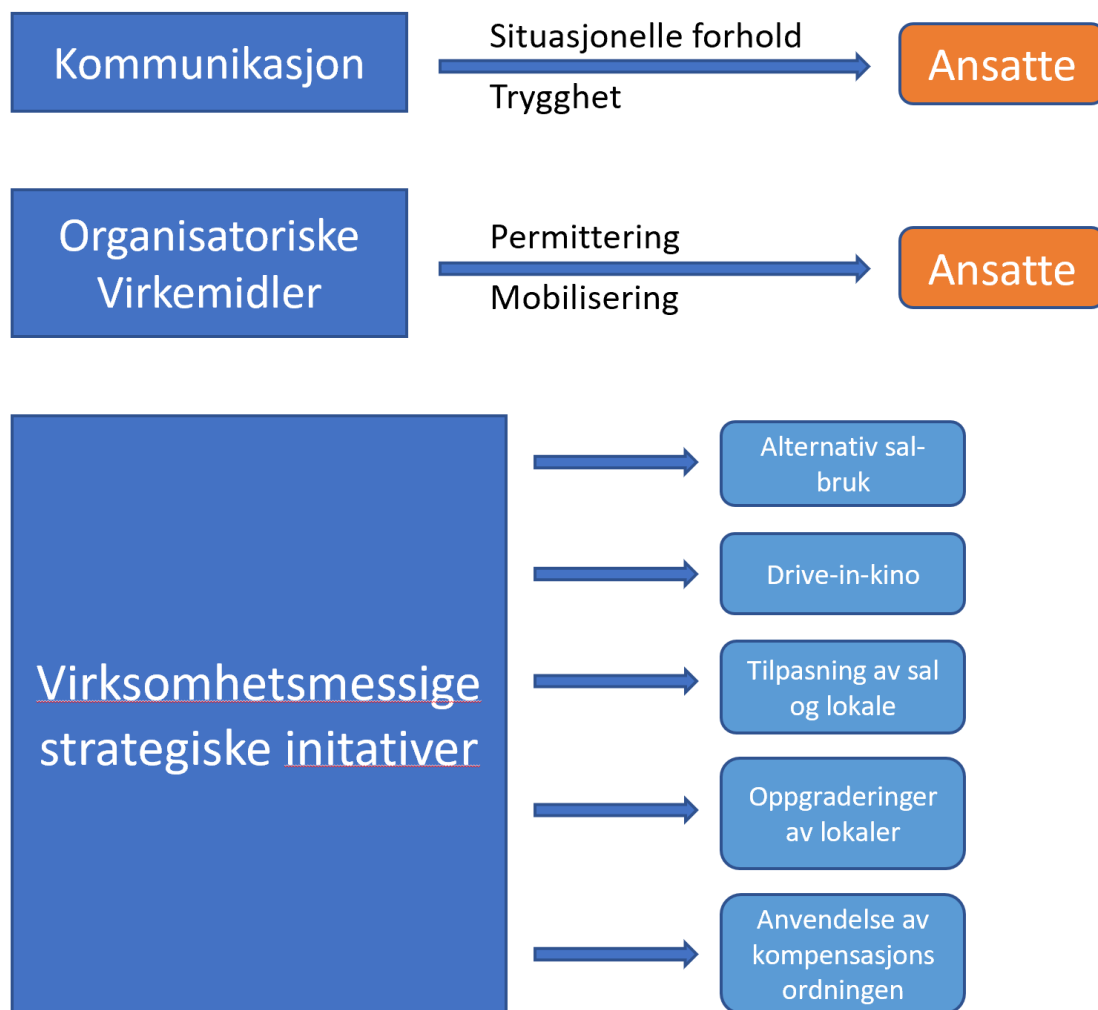 Kommunikasjon
Situasjonelle forhold
Trygghet
Ansatte
Organisatoriske
Virkemidler
Permittering
Mobilisering
Ansatte
Virksomhetsmessige
strategiske initativer
Alternativ sal-
bruk
Drive-in-kino
Tilpasning av sal
og lokale
Oppgraderinger
av lokaler
Anvendelse av
kompensasjons
ordningen